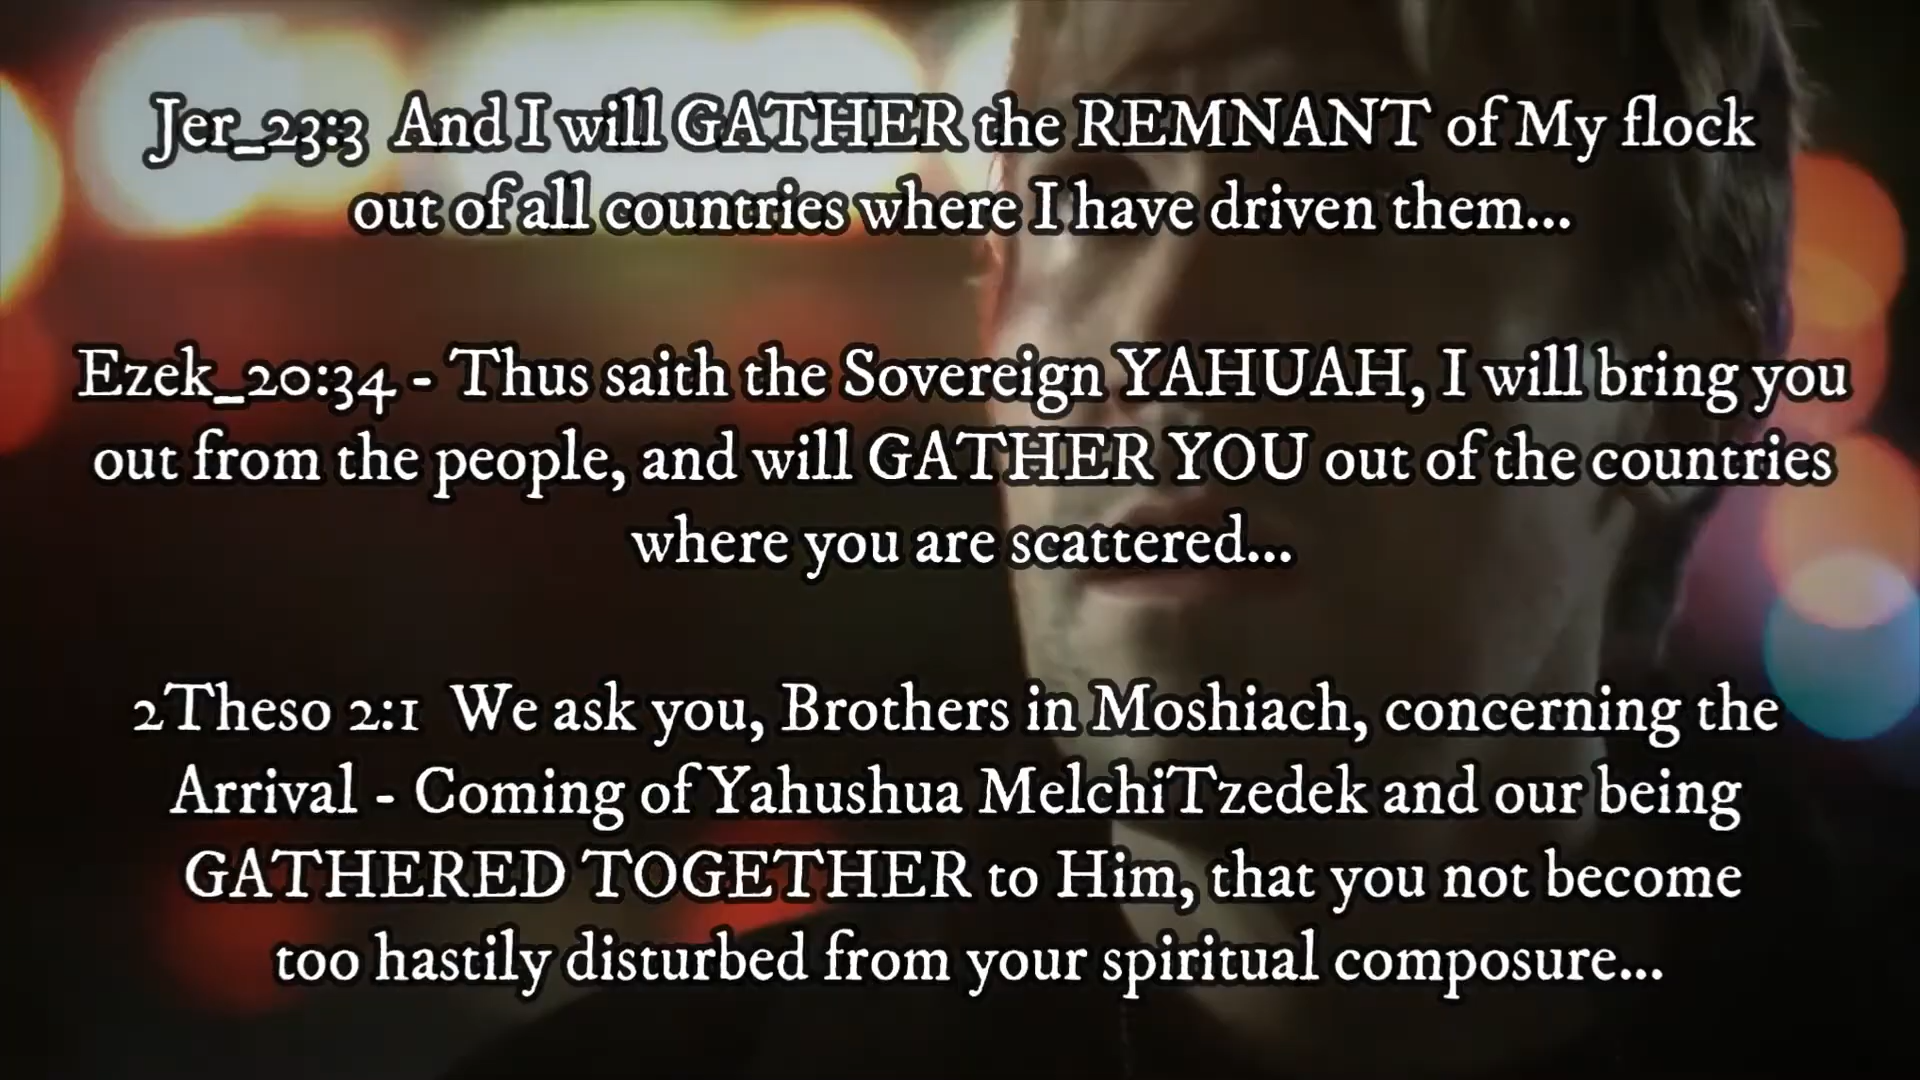 Jer_23:3 And I will GATHER the REMNANT of My flock
out of all countries where I have driven them...
Ezek_20:34 - Thus saith the Sovereign YAHUAH, I will bring you
out from the people, and will GATHER YOU out of the countries
where you are scattered...
2Theso 2:1 We ask you, Brothers in Moshiach, concerning the
Arrival - Coming of Yahushua MelchiTzedek and our being
GATHERED TOGETHER to Him, that you not become
too hastily disturbed from your spiritual composure...